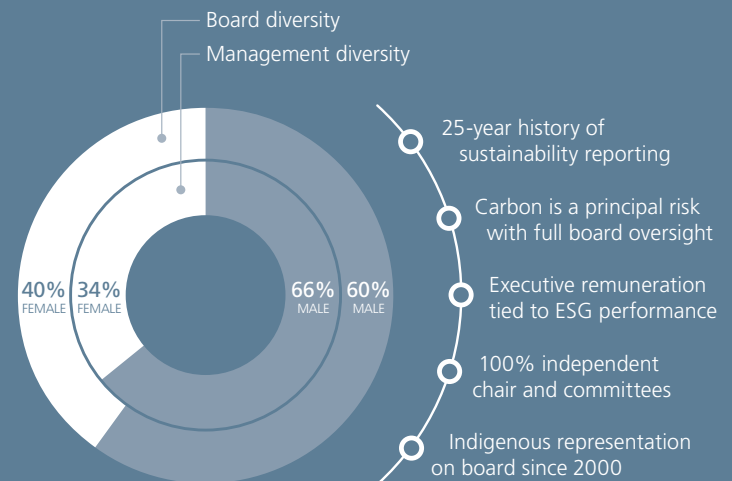 Board diversity
Management diversity
40%
FEMALE
34%
FEMALE
66%
MALE
60%
MALE
25-year history of
sustainability reporting
Carbon is a principal risk
with full board oversight
Executive remuneration
tied to ESG performance
100% independent
chair and committees
Indigenous representation
on board since 2000